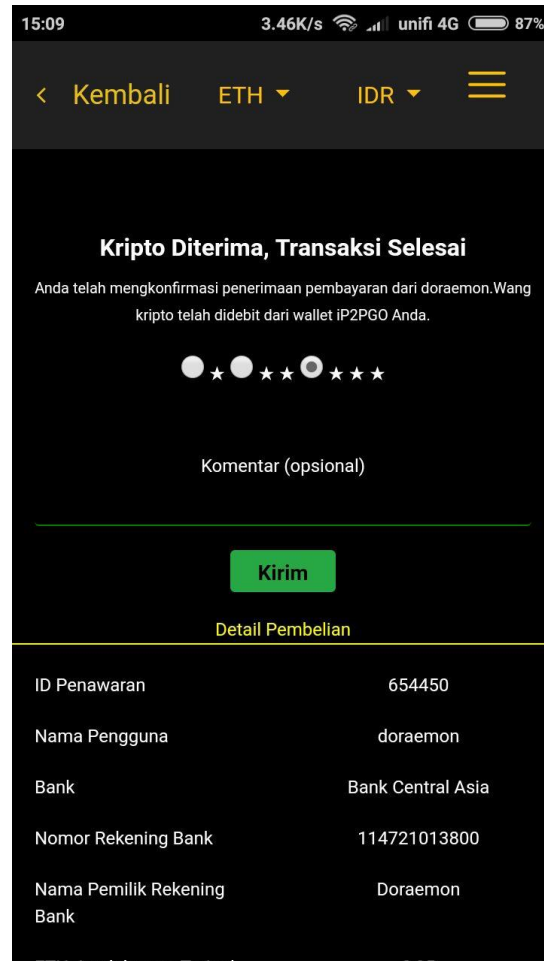 15:09 3.46K/s unifi 4G 87%
< Kembali ETH IDR
Kripto Diterima, Transaksi Selesai
Anda telah mengkonfirmasi penerimaan pembayaran dari doraemon.Wang
kripto telah didebit dari wallet iP2PGO Anda.
★ ★ ★ ★ ★ ★
Komentar (opsional)
Kirim
Detail Pembelian
ID Penawaran 654450
Nama Pengguna doraemon
Bank Bank Central Asia
Nomor Rekening Bank 114721013800
Nama Pemilik Rekening Doraemon
Bank